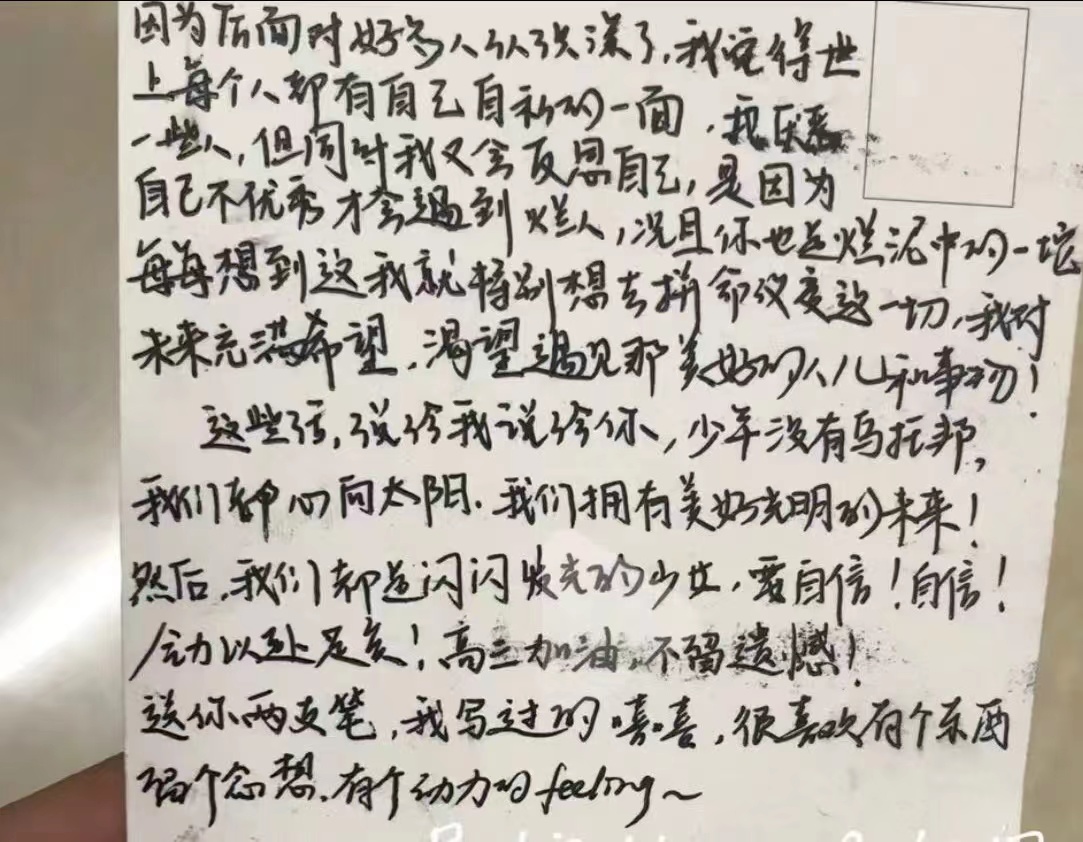 因为后面对好多人认识深了,我觉得世
上每个人都有自己自私的一面,我厌恶
一些人,但同时我又会反思自己,是因为
自己不优秀才会遇到烂人,况且你也是烂泥中的一坨
每每想到这我就特别想去拼命改变这一切,我对
未来充满希望,渴望遇见那美好的人儿和事物!
这些话,说给我说给你,少年没有乌托邦,
我们都心向太阳.我们拥有美好光明的未来!
然后,我们都是闪闪发光的少女,要自信!自信!
全力以赴是亥!高三加油,不留遗憾!
送你两支笔,我写过的嘻嘻,很喜欢有个东西
留个念想.有个动力的feeling~